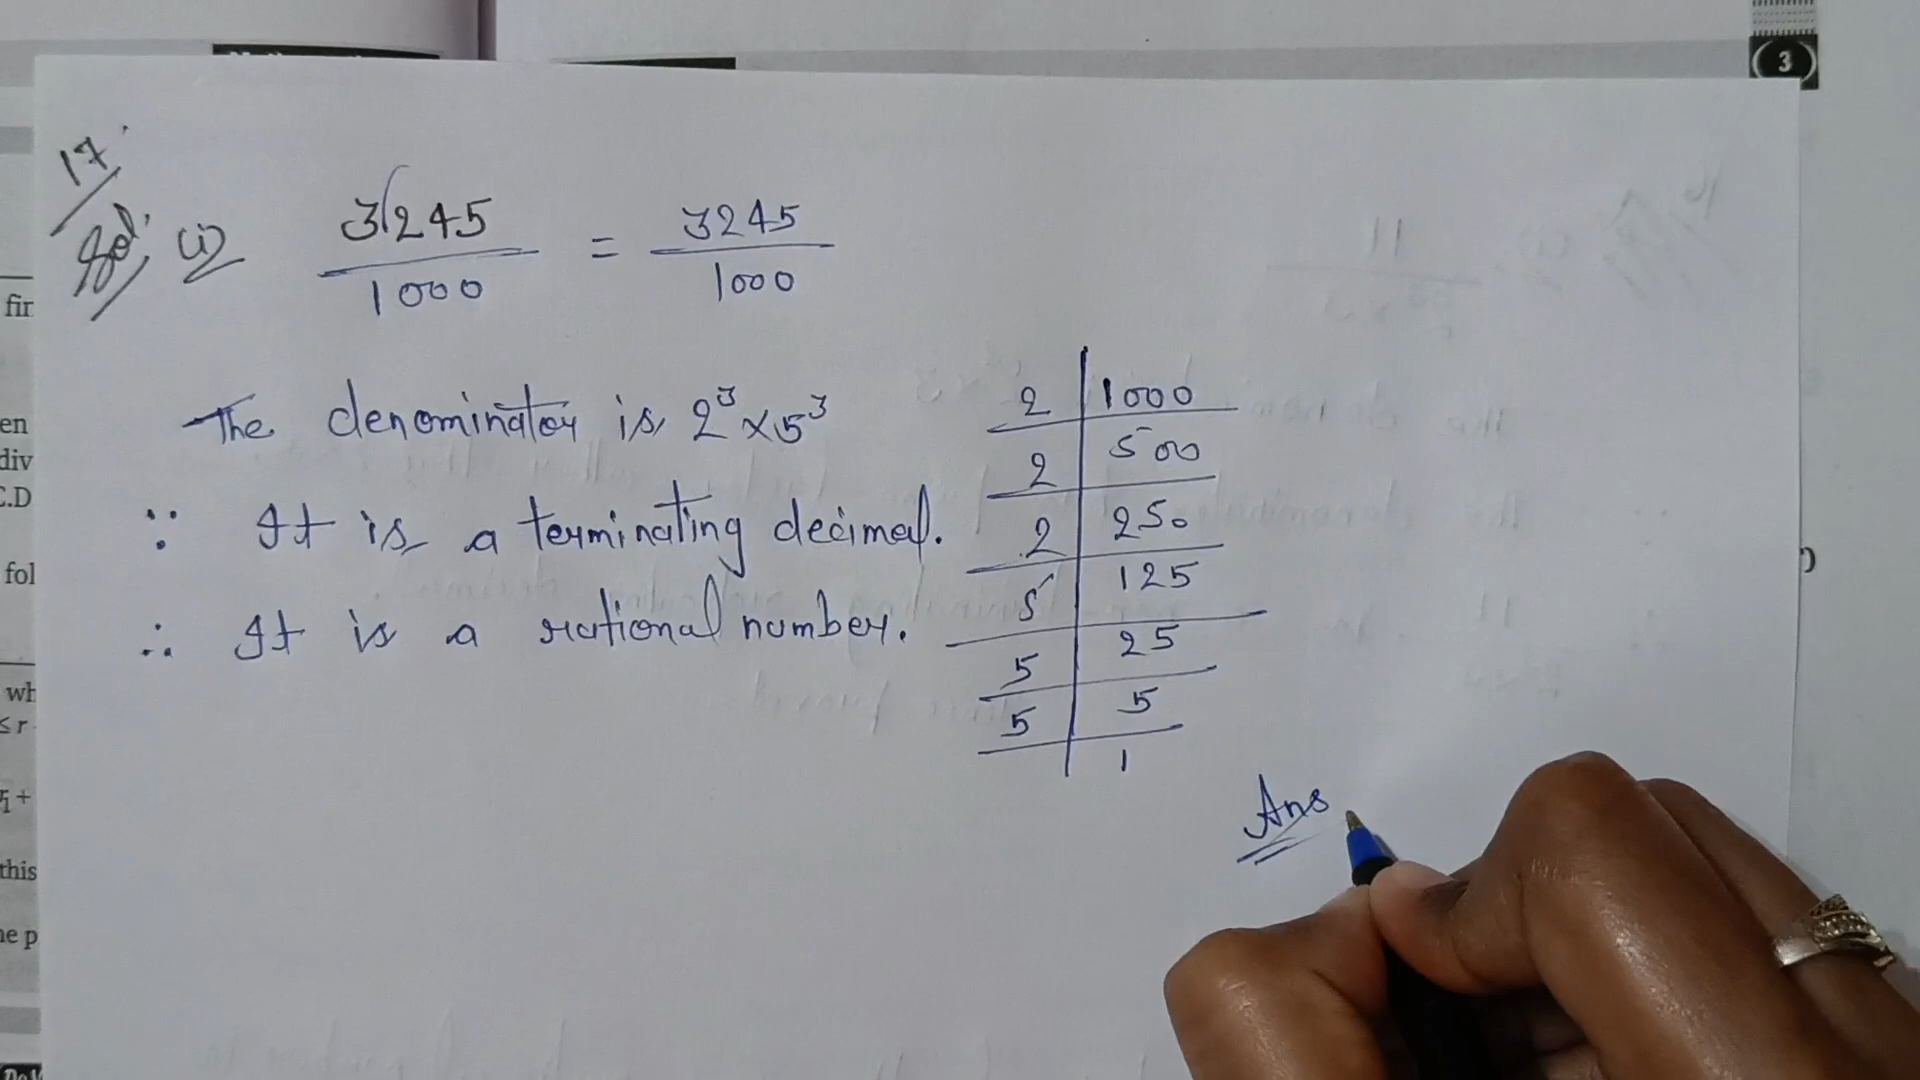 3
17
Sol. (i) 3245/1000 = 3245/1000
The denominator is 2³ × 5³
∵ It is a terminating decimal.
∴ It is a rational number.
2 | 1000
2 | 500
2 | 250
5 | 125
5 | 25
5 | 5
1
Ans
fir
en
div
C.D
fol
wh
≤ r
this
ne p